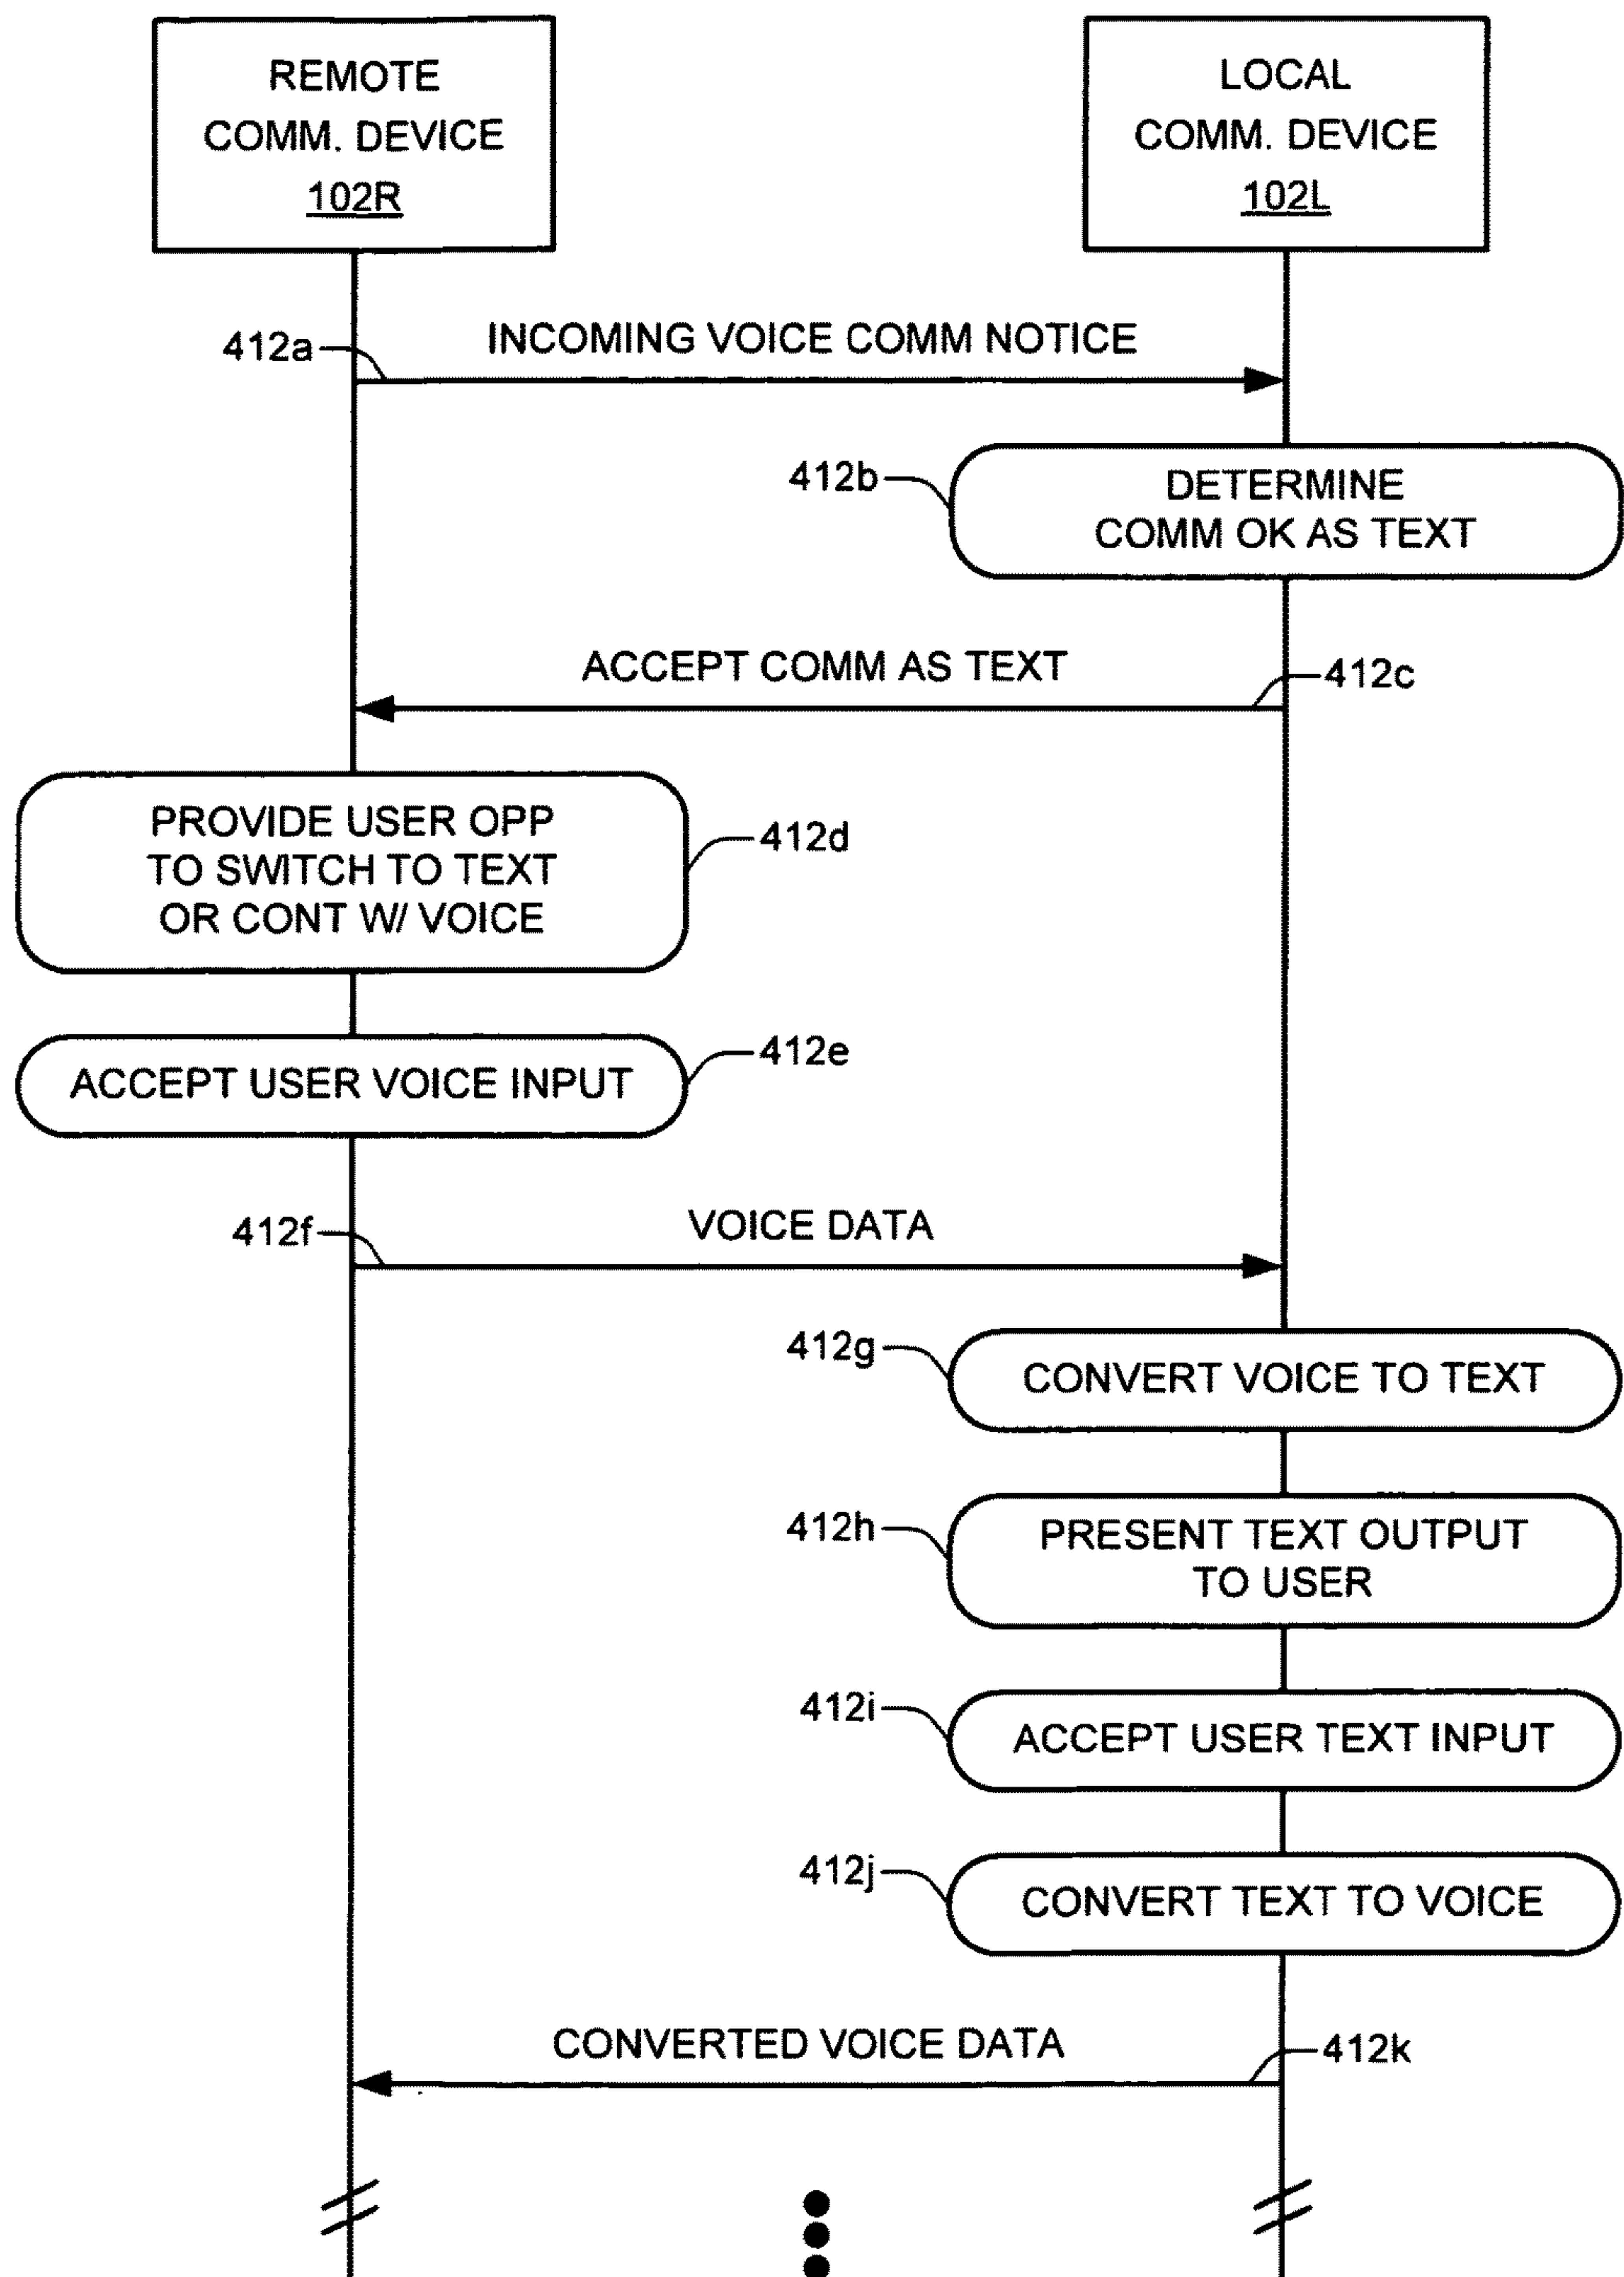 REMOTE
COMM. DEVICE
102R
LOCAL
COMM. DEVICE
102L
412a
INCOMING VOICE COMM NOTICE
412b
DETERMINE
COMM OK AS TEXT
ACCEPT COMM AS TEXT
412c
PROVIDE USER OPP
TO SWITCH TO TEXT
OR CONT W/ VOICE
412d
ACCEPT USER VOICE INPUT
412e
412f
VOICE DATA
412g
CONVERT VOICE TO TEXT
412h
PRESENT TEXT OUTPUT
TO USER
412i
ACCEPT USER TEXT INPUT
412j
CONVERT TEXT TO VOICE
CONVERTED VOICE DATA
412k